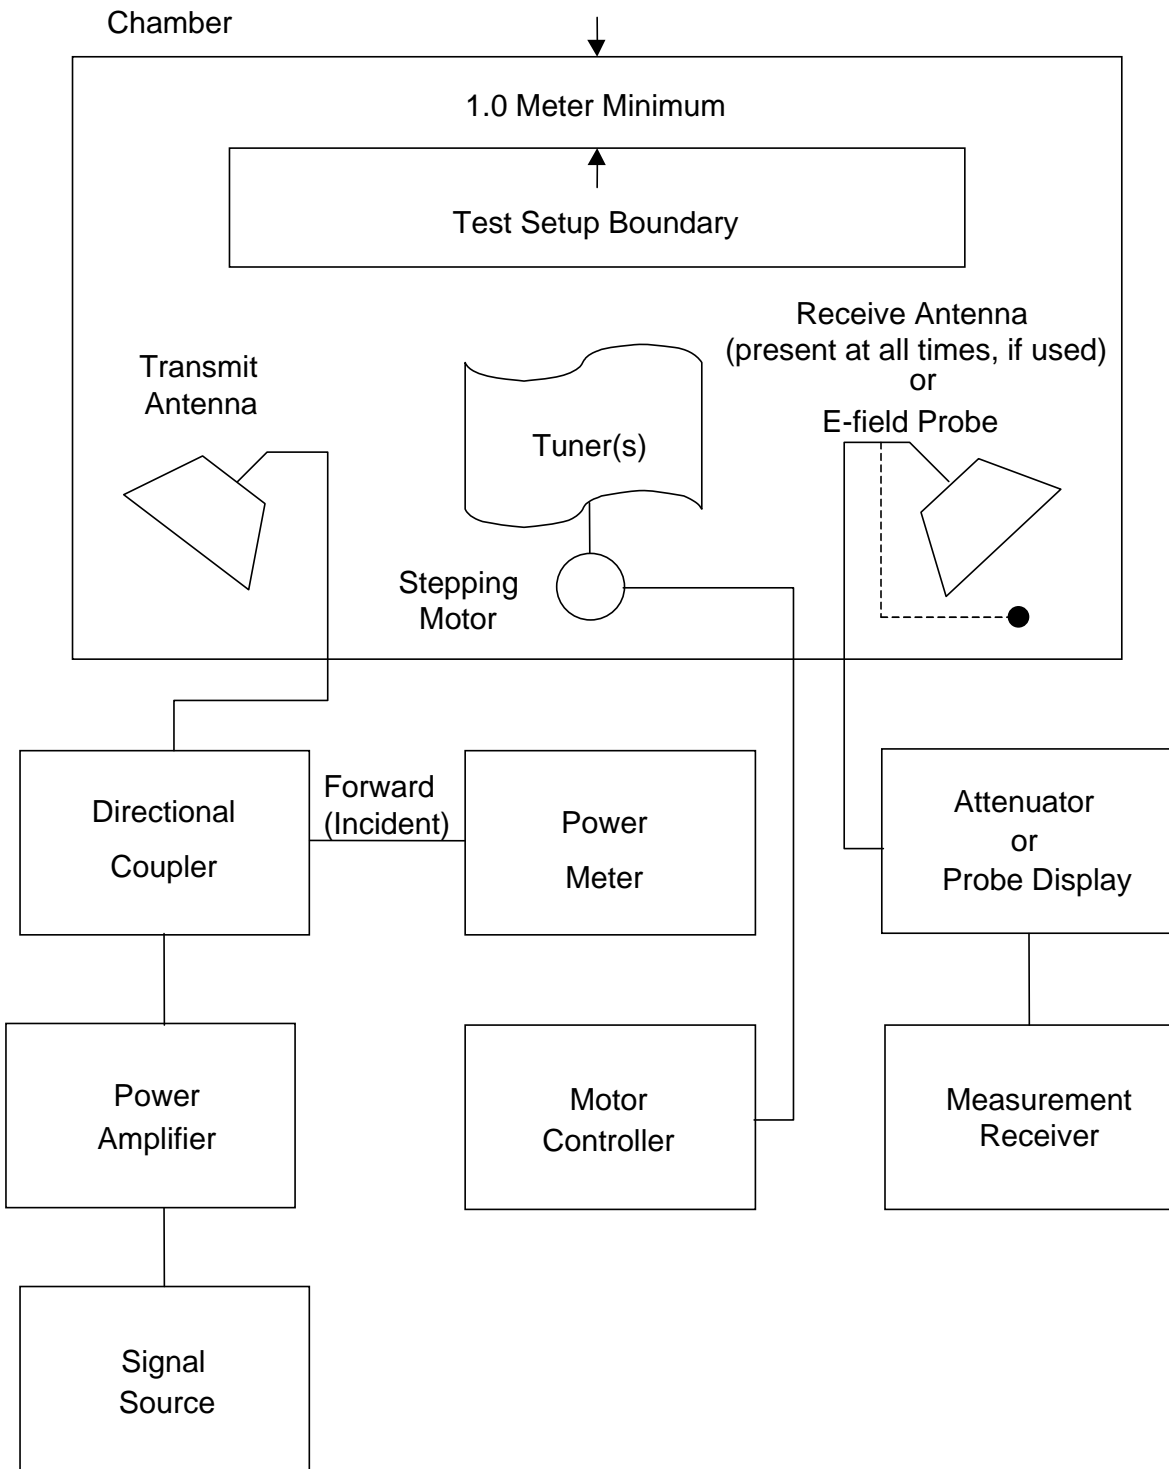 Chamber
1.0 Meter Minimum
Test Setup Boundary
Transmit
Antenna
Tuner(s)
Receive Antenna
(present at all times, if used)
or
E-field Probe
Stepping
Motor
Directional
Coupler
Forward
(Incident)
Power
Meter
Attenuator
or
Probe Display
Power
Amplifier
Motor
Controller
Measurement
Receiver
Signal
Source